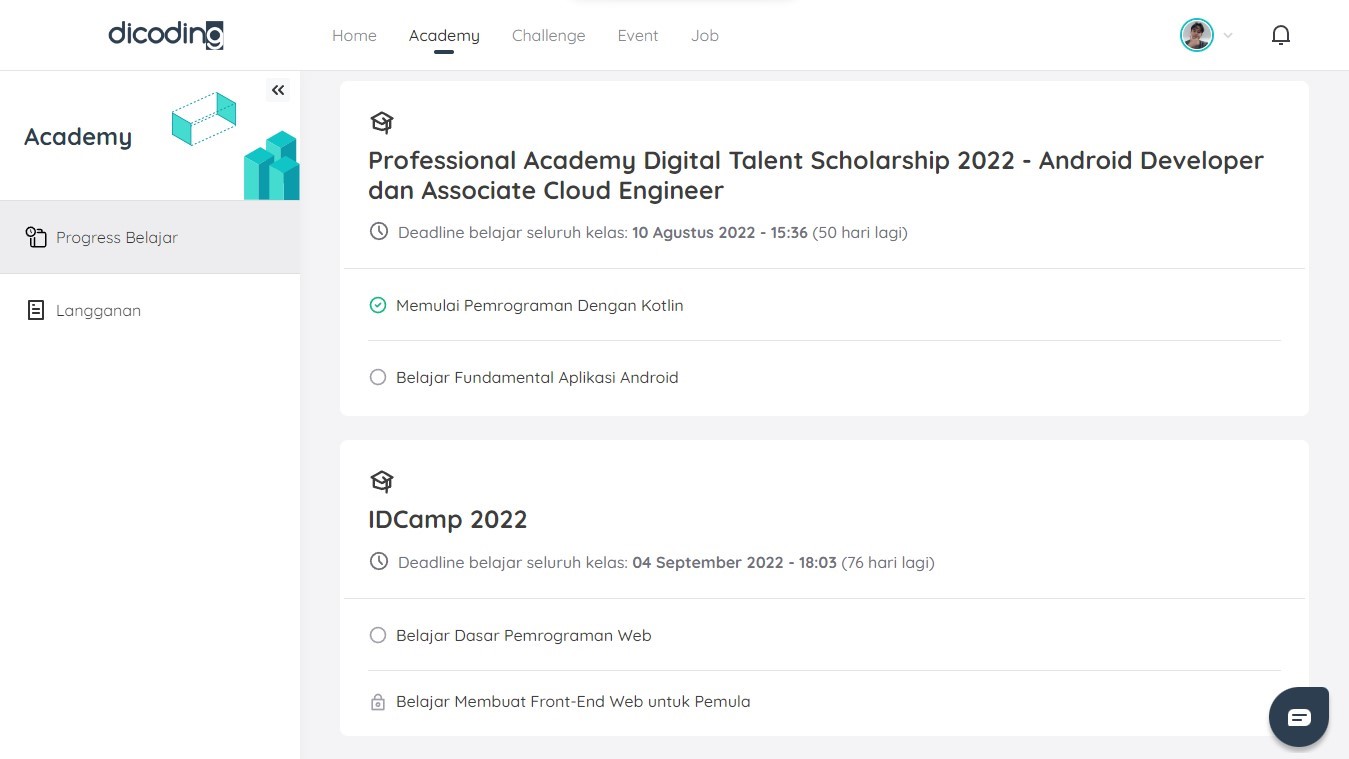 dicoding
Home Academy Challenge Event Job
Academy
Progress Belajar
Langganan
Professional Academy Digital Talent Scholarship 2022 - Android Developer
dan Associate Cloud Engineer
Deadline belajar seluruh kelas: 10 Agustus 2022 - 15:36 (50 hari lagi)
Memulai Pemrograman Dengan Kotlin
Belajar Fundamental Aplikasi Android
IDCamp 2022
Deadline belajar seluruh kelas: 04 September 2022 - 18:03 (76 hari lagi)
Belajar Dasar Pemrograman Web
Belajar Membuat Front-End Web untuk Pemula